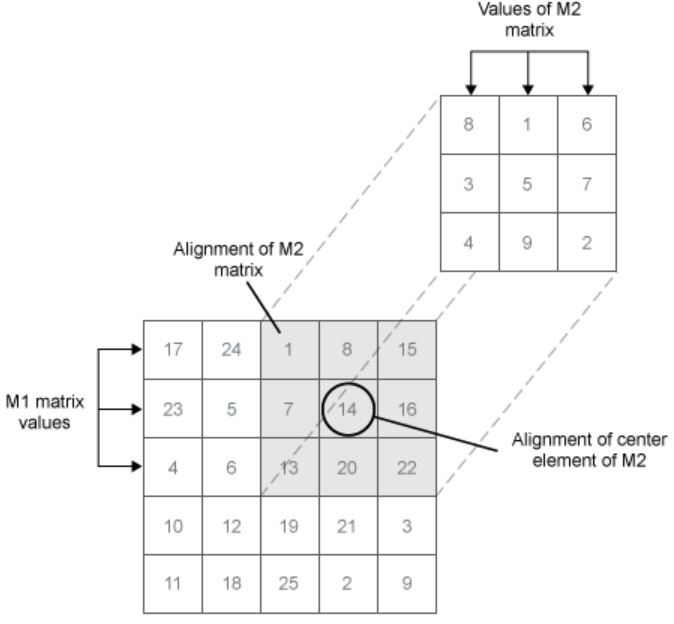 Values of M2
matrix
8 1 6
3 5 7
4 9 2
Alignment of M2
matrix
M1 matrix
values
17 24 1 8 15
23 5 7 14 16
4 6 13 20 22
10 12 19 21 3
11 18 25 2 9
Alignment of center
element of M2